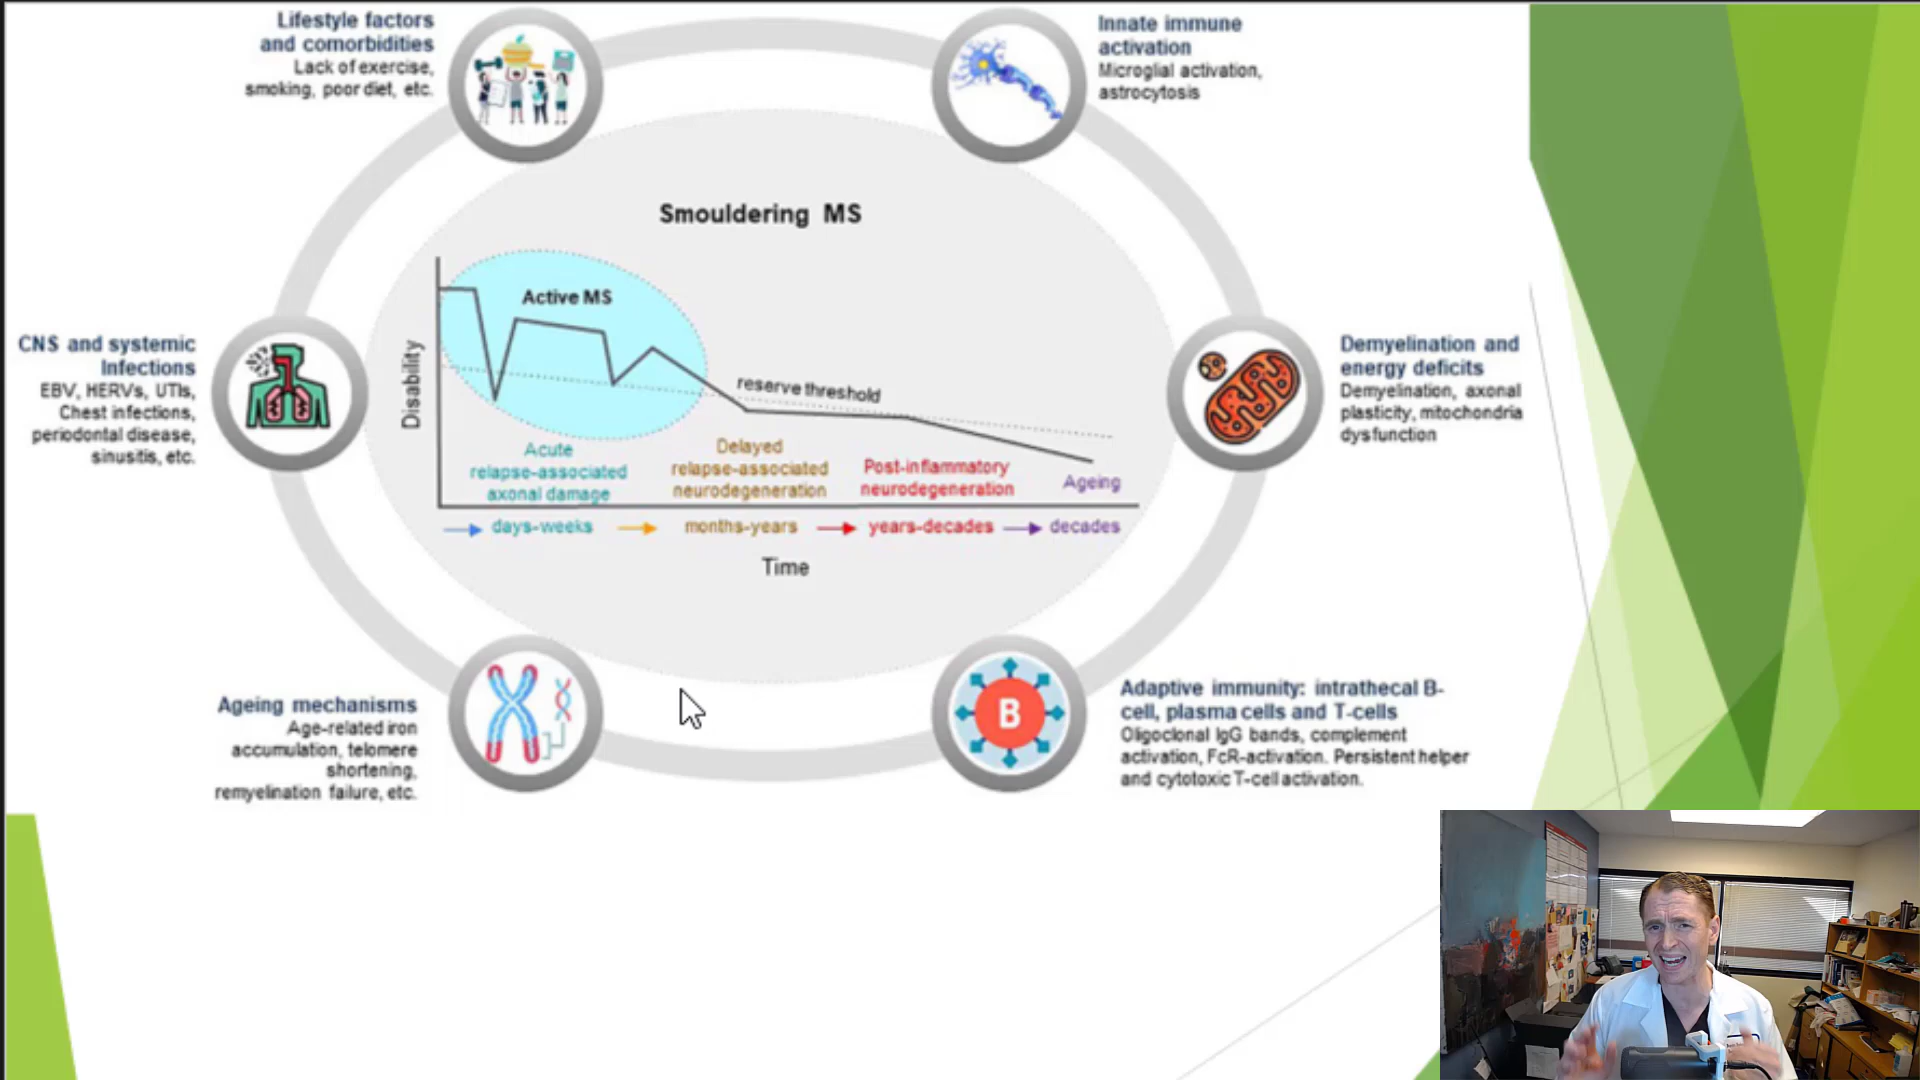 Lifestyle factors
and comorbidities
Lack of exercise,
smoking, poor diet, etc.
Innate immune
activation
Microglial activation,
astrocytosis
Smouldering MS
Active MS
Disability
reserve threshold
Acute
relapse-associated
axonal damage
Delayed
relapse-associated
neurodegeneration
Post-inflammatory
neurodegeneration
Ageing
days-weeks
months-years
years-decades
decades
Time
CNS and systemic
Infections
EBV, HERVs, UTIs,
Chest infections,
periodontal disease,
sinusitis, etc.
Demyelination and
energy deficits
Demyelination, axonal
plasticity, mitochondria
dysfunction
Ageing mechanisms
Age-related iron
accumulation, telomere
shortening,
remyelination failure, etc.
B
Adaptive immunity: intrathecal B-
cell, plasma cells and T-cells
Oligoclonal IgG bands, complement
activation, FcR-activation. Persistent helper
and cytotoxic T-cell activation.